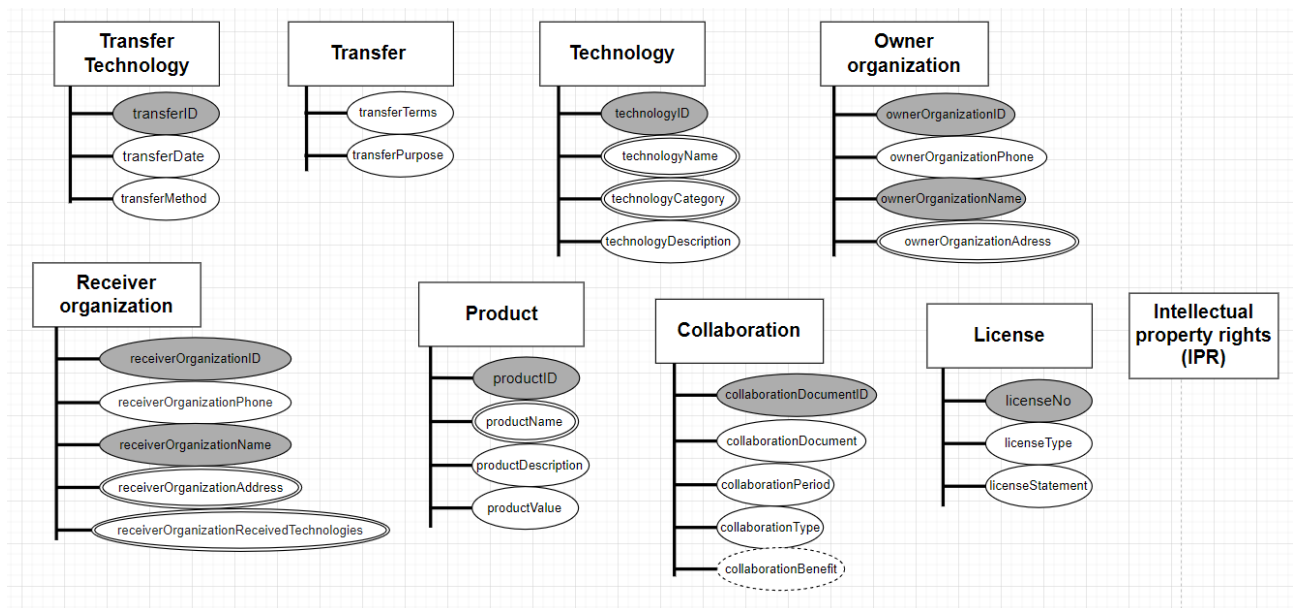 Transfer
Technology
transferID
transferDate
transferMethod
Transfer
transferTerms
transferPurpose
Technology
technologyID
technologyName
technologyCategory
technologyDescription
Owner
organization
ownerOrganizationID
ownerOrganizationPhone
ownerOrganizationName
ownerOrganizationAdress
Receiver
organization
receiverOrganizationID
receiverOrganizationPhone
receiverOrganizationName
receiverOrganizationAddress
receiverOrganizationReceivedTechnologies
Product
productID
productName
productDescription
productValue
Collaboration
collaborationDocumentID
collaborationDocument
collaborationPeriod
collaborationType
collaborationBenefit
License
licenseNo
licenseType
licenseStatement
Intellectual
property rights
(IPR)